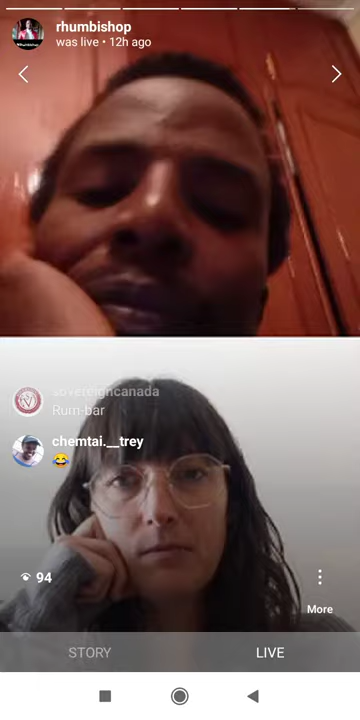 rhumbishop
was live • 12h ago
sovereigncanada
Rum-bar
chemtai.__trey
😂
94
More
STORY
LIVE